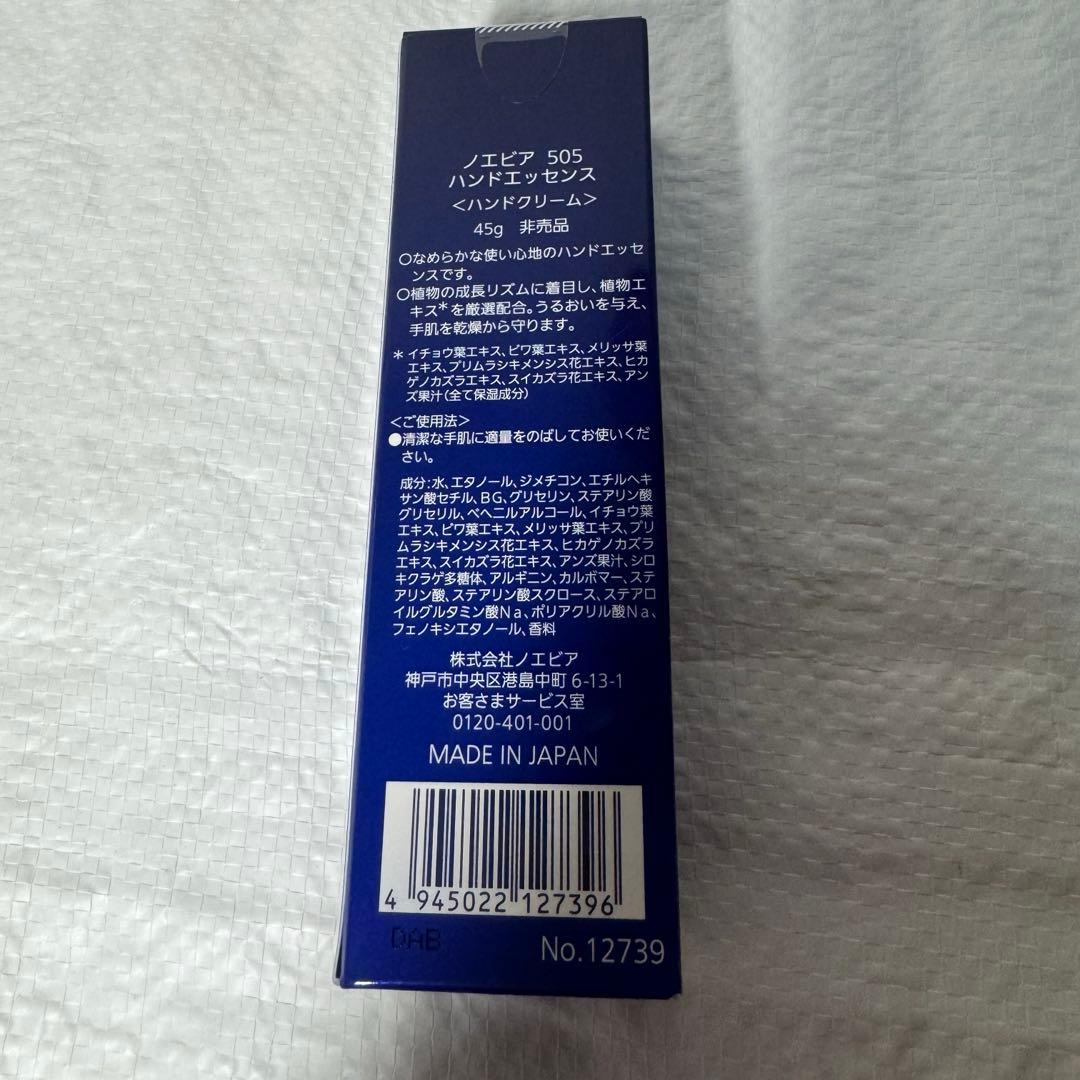 ノエビア 505
ハンドエッセンス
＜ハンドクリーム＞
45g 非売品
○なめらかな使い心地のハンドエッセ
ンスです。
○植物の成長リズムに着目し、植物エ
キス＊を厳選配合。うるおいを与え、
手肌を乾燥から守ります。
＊イチョウ葉エキス、ビワ葉エキス、メリッサ葉
エキス、プリムラシキメンシス花エキス、ヒカ
ゲノカズラエキス、スイカズラ花エキス、アン
ズ果汁（全て保湿成分）
＜ご使用法＞
●清潔な手肌に適量をのばしてお使いくだ
さい。
成分：水、エタノール、ジメチコン、エチルヘキ
サン酸セチル、BG、グリセリン、ステアリン酸
グリセリル、ベヘニルアルコール、イチョウ葉
エキス、ビワ葉エキス、メリッサ葉エキス、プリ
ムラシキメンシス花エキス、ヒカゲノカズラ
エキス、スイカズラ花エキス、アンズ果汁、シロ
キクラゲ多糖体、アルギニン、カルボマー、ステ
アリン酸、ステアリン酸スクロース、ステアロ
イルグルタミン酸Na、ポリアクリル酸Na、
フェノキシエタノール、香料
株式会社ノエビア
神戸市中央区港島中町 6-13-1
お客さまサービス室
0120-401-001
MADE IN JAPAN
4 945022 127396
DAB
No.12739